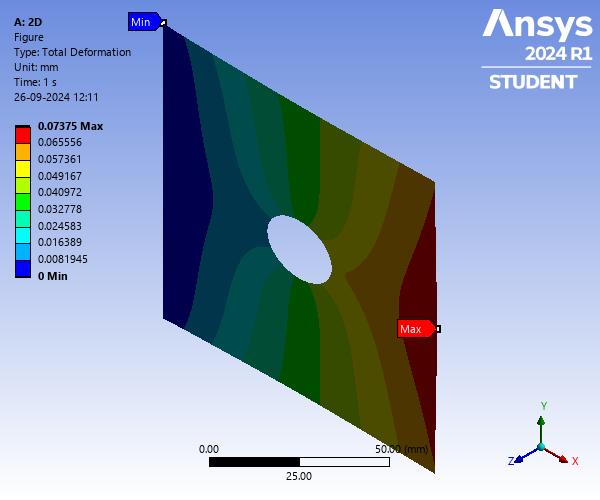 A: 2D
Figure
Type: Total Deformation
Unit: mm
Time: 1 s
26-09-2024 12:11
0.07375 Max
0.065556
0.057361
0.049167
0.040972
0.032778
0.024583
0.016389
0.0081945
0 Min
Min
Ansys
2024 R1
STUDENT
Max
0.00
50.00 (mm)
25.00
Y
Z
X